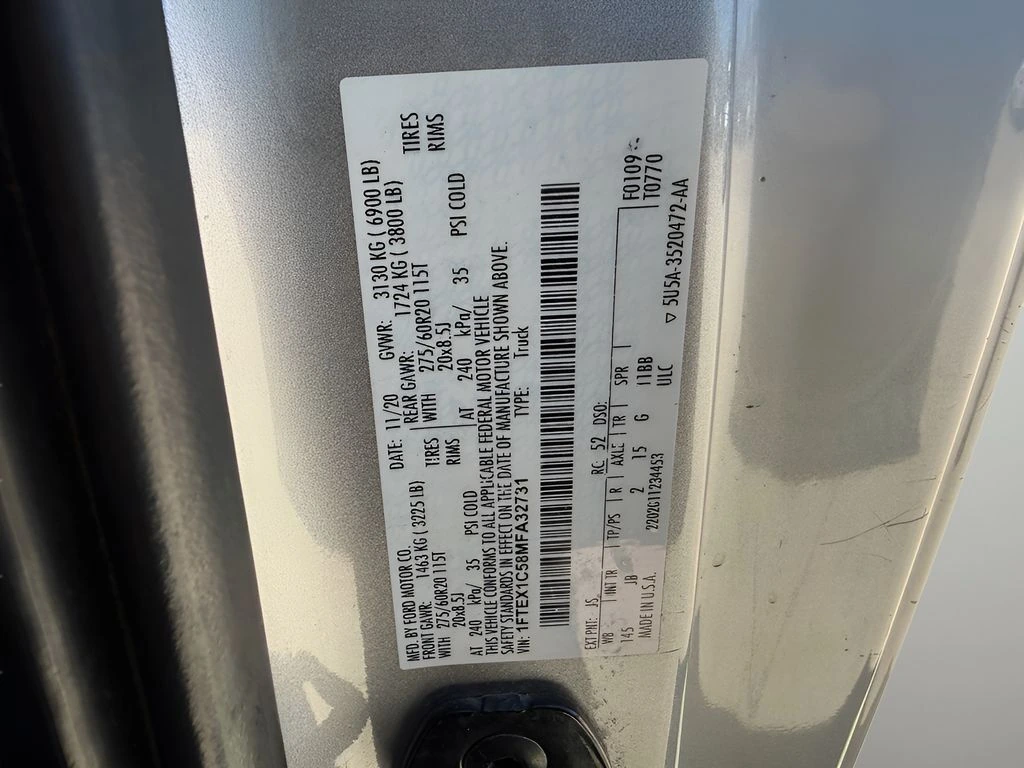 MFD. BY FORD MOTOR CO. DATE: 11/20 GVWR: 3130 KG ( 6900 LB)
FRONT GAWR: 1463 KG ( 3225 LB) REAR GAWR: 1724 KG ( 3800 LB)
WITH 275/60R20 115T TIRES WITH 275/60R20 115T TIRES
20x8.5J RIMS 20x8.5J RIMS
AT 240 kPa/ 35 PSI COLD AT 240 kPa/ 35 PSI COLD
THIS VEHICLE CONFORMS TO ALL APPLICABLE FEDERAL MOTOR VEHICLE
SAFETY STANDARDS IN EFFECT ON THE DATE OF MANUFACTURE SHOWN ABOVE.
VIN: 1FTEX1C58MFA32731 TYPE: Truck
EXT PNT: JS RC: 52 DSO: F0109
WB INT TR TP/PS R AXLE TR SPR T0770
145 JB 2 15 G I1BB
MADE IN U.S.A. 22020112344S3 ULC
▽ 5U5A-3520472-AA